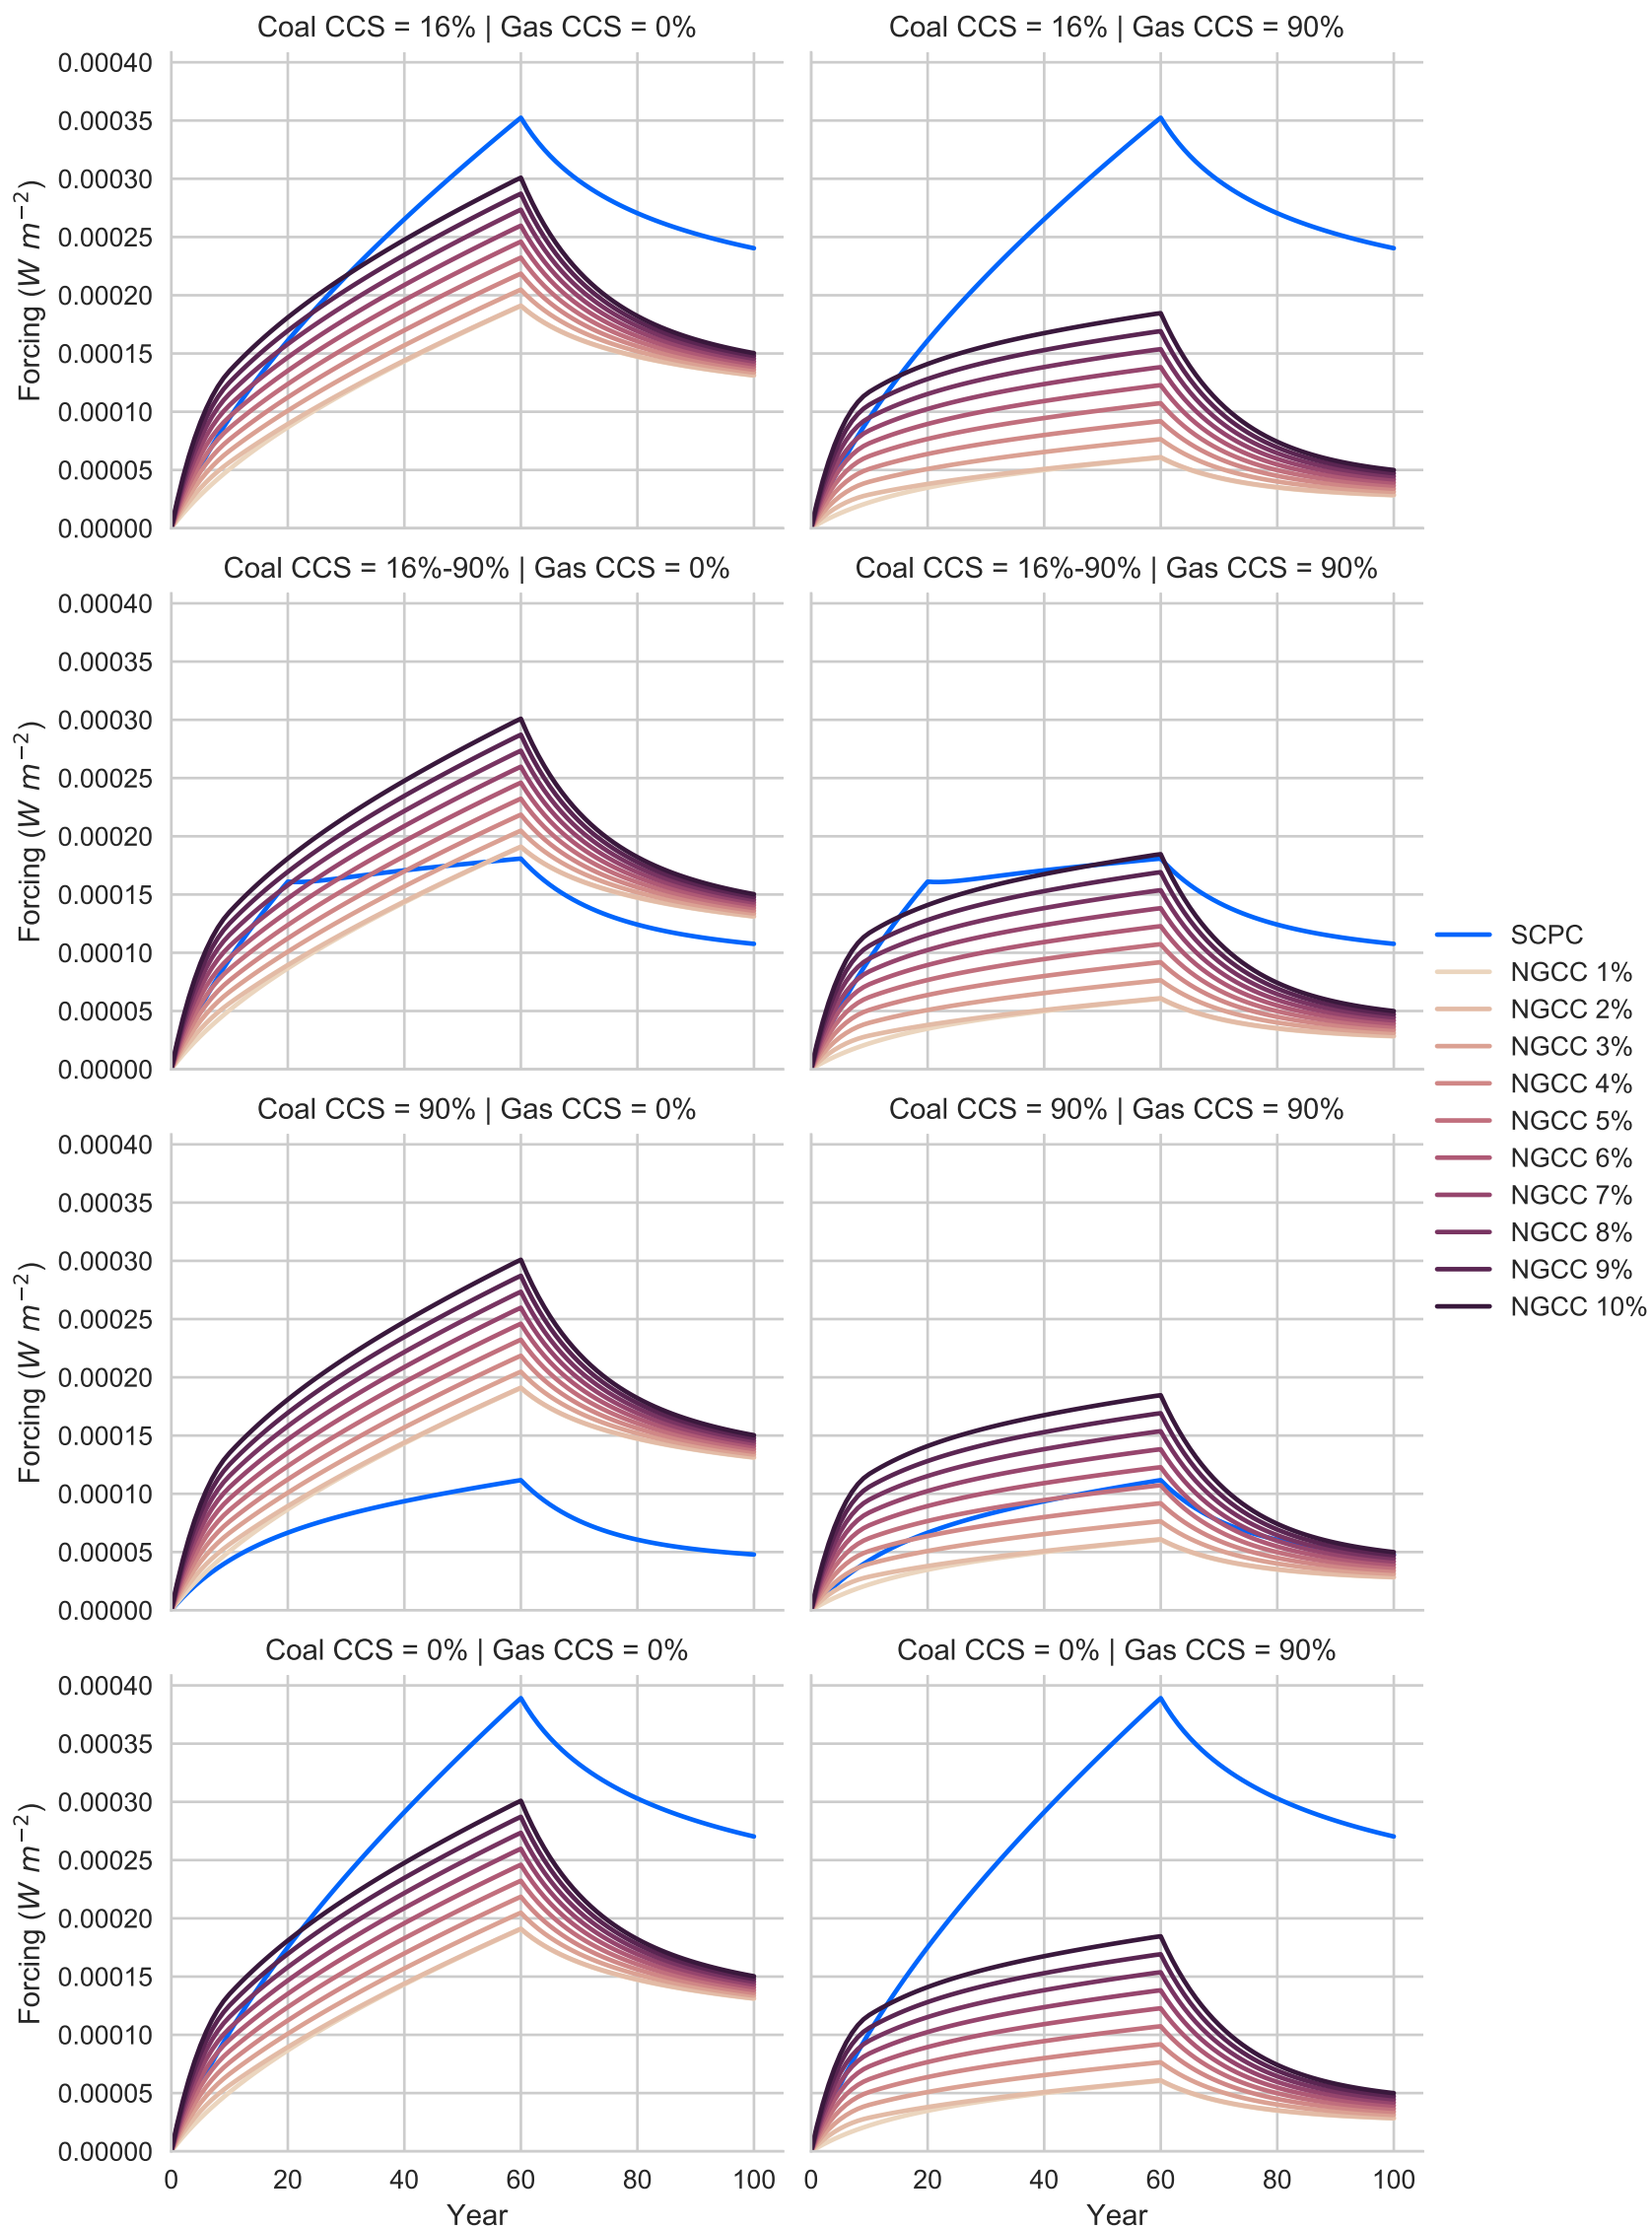 Coal CCS = 16% | Gas CCS = 0%
Coal CCS = 16% | Gas CCS = 90%
0.00040
0.00035
0.00030
0.00025
0.00020
0.00015
0.00010
0.00005
0.00000
Forcing (W m−2)
Coal CCS = 16%-90% | Gas CCS = 0%
Coal CCS = 16%-90% | Gas CCS = 90%
0.00040
0.00035
0.00030
0.00025
0.00020
0.00015
0.00010
0.00005
0.00000
Forcing (W m−2)
Coal CCS = 90% | Gas CCS = 0%
Coal CCS = 90% | Gas CCS = 90%
0.00040
0.00035
0.00030
0.00025
0.00020
0.00015
0.00010
0.00005
0.00000
Forcing (W m−2)
Coal CCS = 0% | Gas CCS = 0%
Coal CCS = 0% | Gas CCS = 90%
0.00040
0.00035
0.00030
0.00025
0.00020
0.00015
0.00010
0.00005
0.00000
Forcing (W m−2)
0 20 40 60 80 100
0 20 40 60 80 100
Year
Year
SCPC
NGCC 1%
NGCC 2%
NGCC 3%
NGCC 4%
NGCC 5%
NGCC 6%
NGCC 7%
NGCC 8%
NGCC 9%
NGCC 10%